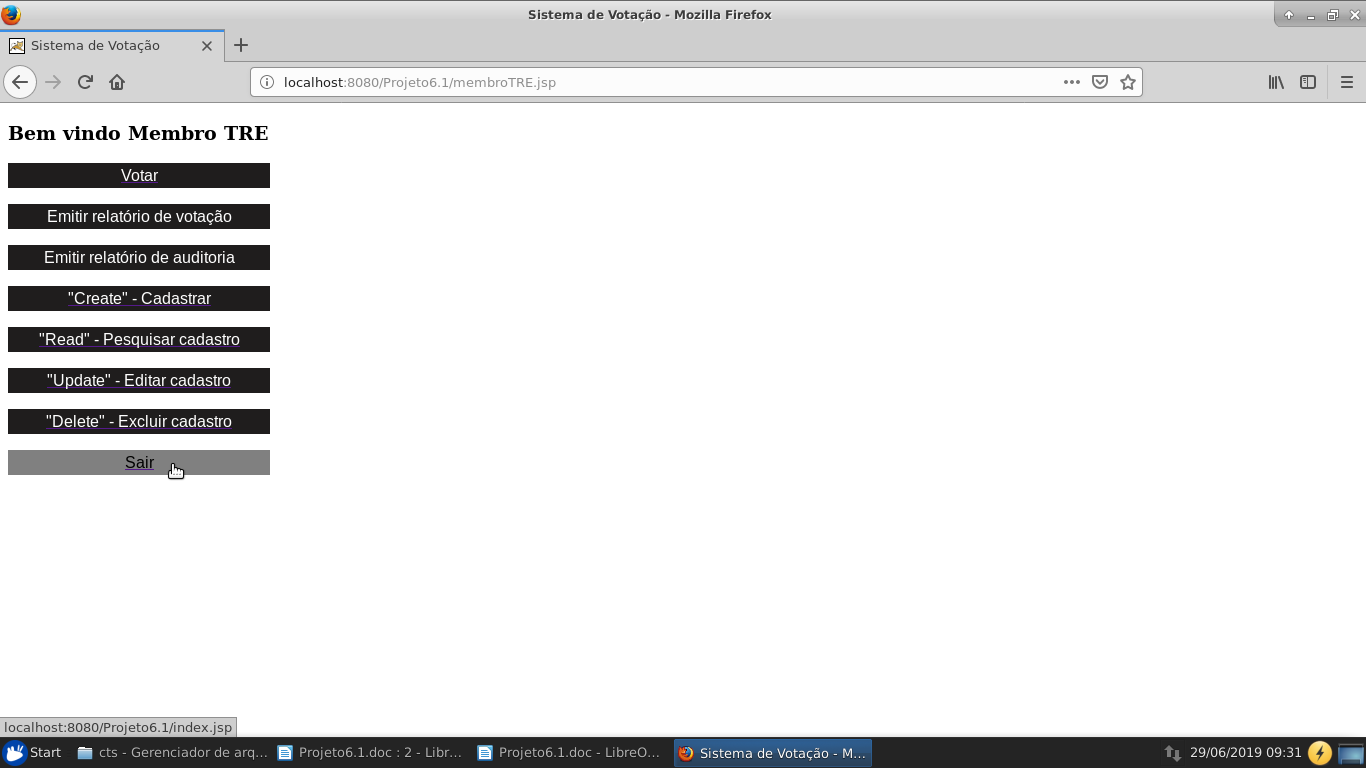 Sistema de Votação - Mozilla Firefox
Sistema de Votação
localhost:8080/Projeto6.1/membroTRE.jsp
Bem vindo Membro TRE
Votar
Emitir relatório de votação
Emitir relatório de auditoria
"Create" - Cadastrar
"Read" - Pesquisar cadastro
"Update" - Editar cadastro
"Delete" - Excluir cadastro
Sair
localhost:8080/Projeto6.1/index.jsp
Start cts - Gerenciador de arq... Projeto6.1.doc : 2 - Libr... Projeto6.1.doc - LibreO... Sistema de Votação - M... 29/06/2019 09:31